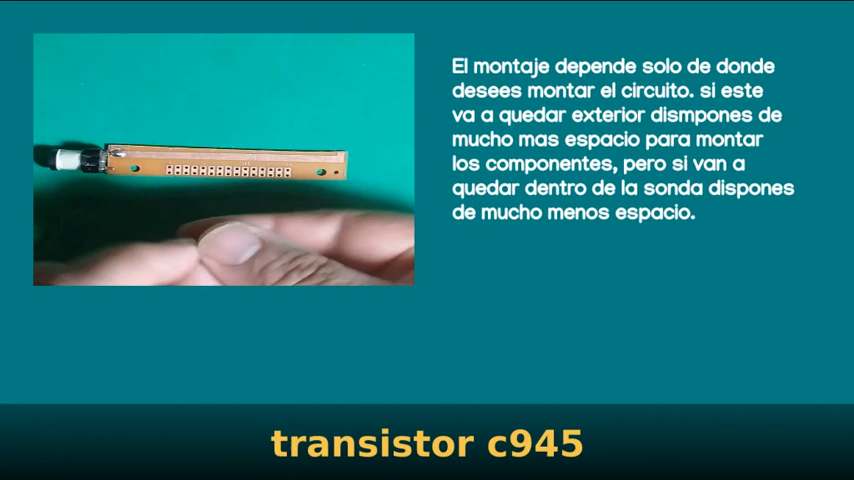 El montaje depende solo de donde
desees montar el circuito. si este
va a quedar exterior dismpones de
mucho mas espacio para montar
los componentes, pero si van a
quedar dentro de la sonda dispones
de mucho menos espacio.
transistor c945